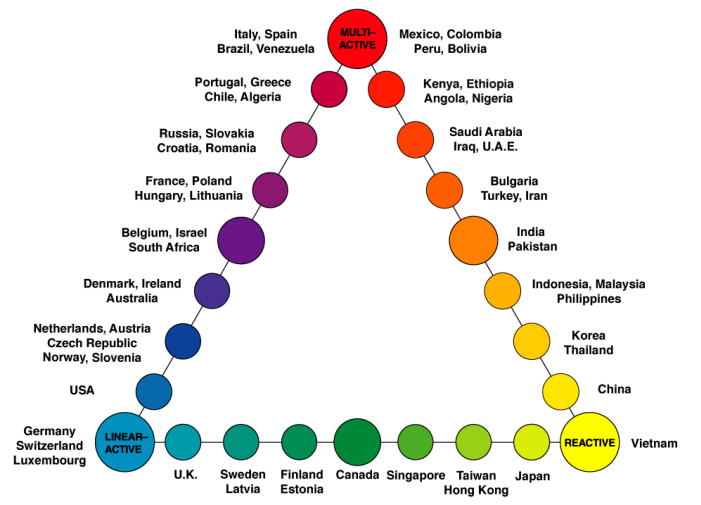 Italy, Spain
Brazil, Venezuela
MULTI–
ACTIVE
Mexico, Colombia
Peru, Bolivia
Portugal, Greece
Chile, Algeria
Kenya, Ethiopia
Angola, Nigeria
Russia, Slovakia
Croatia, Romania
Saudi Arabia
Iraq, U.A.E.
France, Poland
Hungary, Lithuania
Bulgaria
Turkey, Iran
Belgium, Israel
South Africa
India
Pakistan
Denmark, Ireland
Australia
Indonesia, Malaysia
Philippines
Netherlands, Austria
Czech Republic
Norway, Slovenia
Korea
Thailand
USA
China
Germany
Switzerland
Luxembourg
LINEAR–
ACTIVE
REACTIVE
Vietnam
U.K.
Sweden
Latvia
Finland
Estonia
Canada
Singapore
Taiwan
Hong Kong
Japan